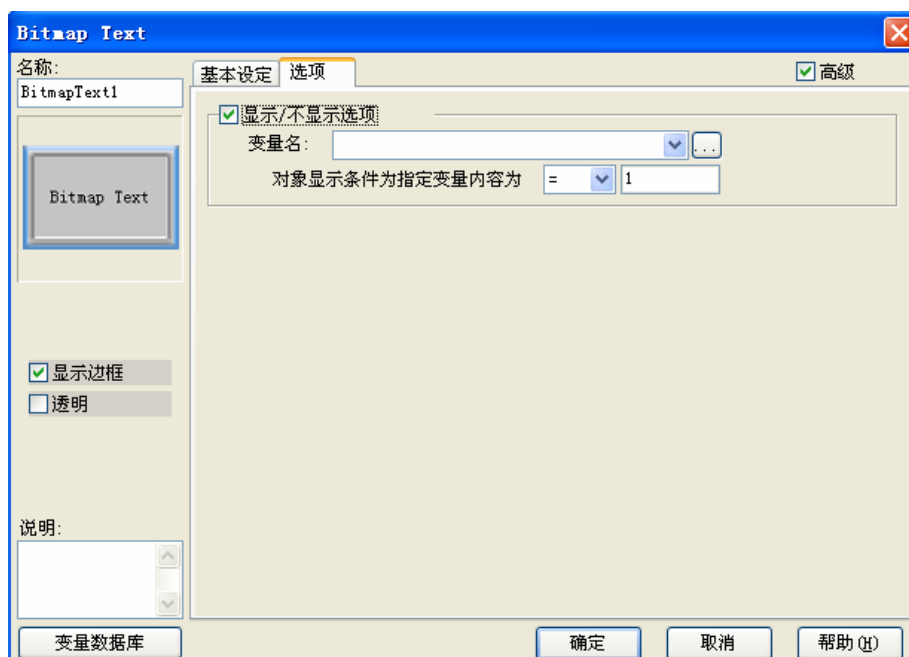 Bitmap Text
名称:
BitmapText1
基本设定 选项 高级
显示/不显示选项
变量名: ...
对象显示条件为指定变量内容为 = 1
Bitmap Text
显示边框
透明
说明:
变量数据库 确定 取消 帮助(H)